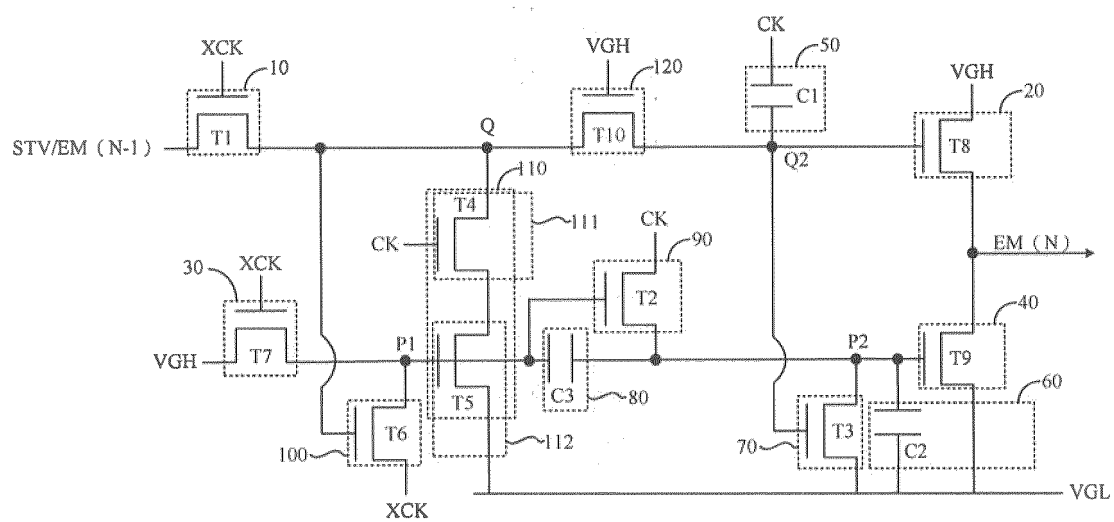 CK
50
XCK
10
VGH
120
VGH
C1
20
Q
T1
T10
T8
STV/EM (N-1)
Q2
110
T4
111
CK
CK
EM (N)
90
XCK
30
T2
40
P1
P2
VGH
T7
T9
C3
80
60
T5
T6
T3
112
70
C2
100
XCK
VGL